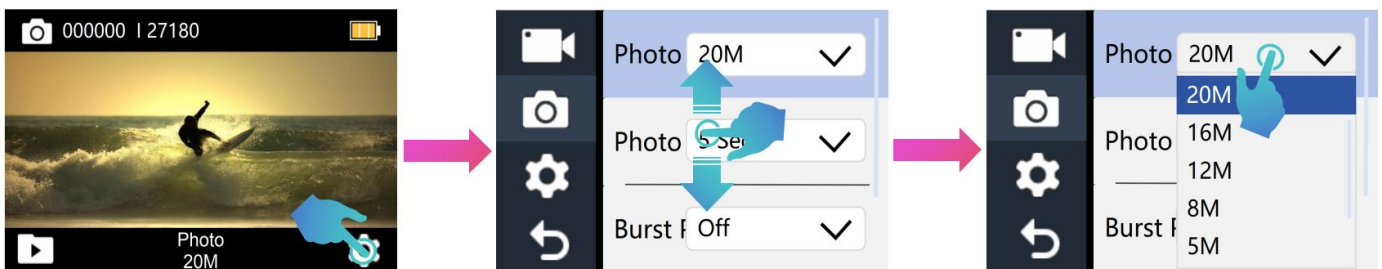 000000 I 27180
Photo
20M
Photo 20M
Photo 5 Sec
Burst P Off
Photo 20M
20M
16M
Photo
12M
8M
Burst
5M